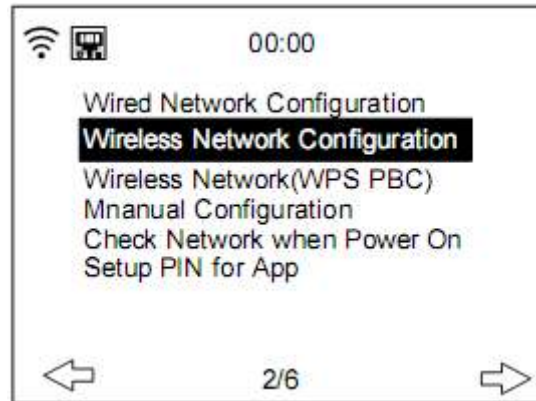 00:00
Wired Network Configuration
Wireless Network Configuration
Wireless Network(WPS PBC)
Mnanual Configuration
Check Network when Power On
Setup PIN for App
2/6